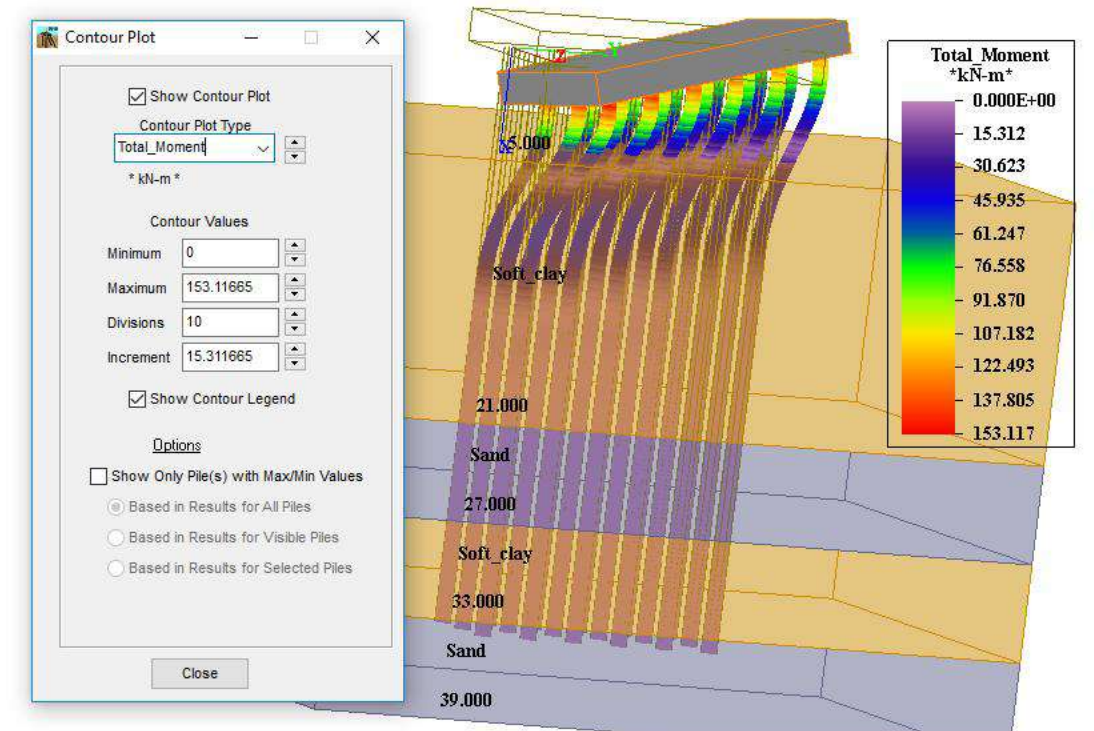 Contour Plot
Show Contour Plot
Contour Plot Type
Total_Moment
* kN-m *
Contour Values
Minimum 0
Maximum 153.11665
Divisions 10
Increment 15.311665
Show Contour Legend
Options
Show Only Pile(s) with Max/Min Values
Based in Results for All Piles
Based in Results for Visible Piles
Based in Results for Selected Piles
Close
Z Y
X 5.000
Soft_clay
21.000
Sand
27.000
Soft_clay
33.000
Sand
39.000
Total_Moment
*kN-m*
0.000E+00
15.312
30.623
45.935
61.247
76.558
91.870
107.182
122.493
137.805
153.117